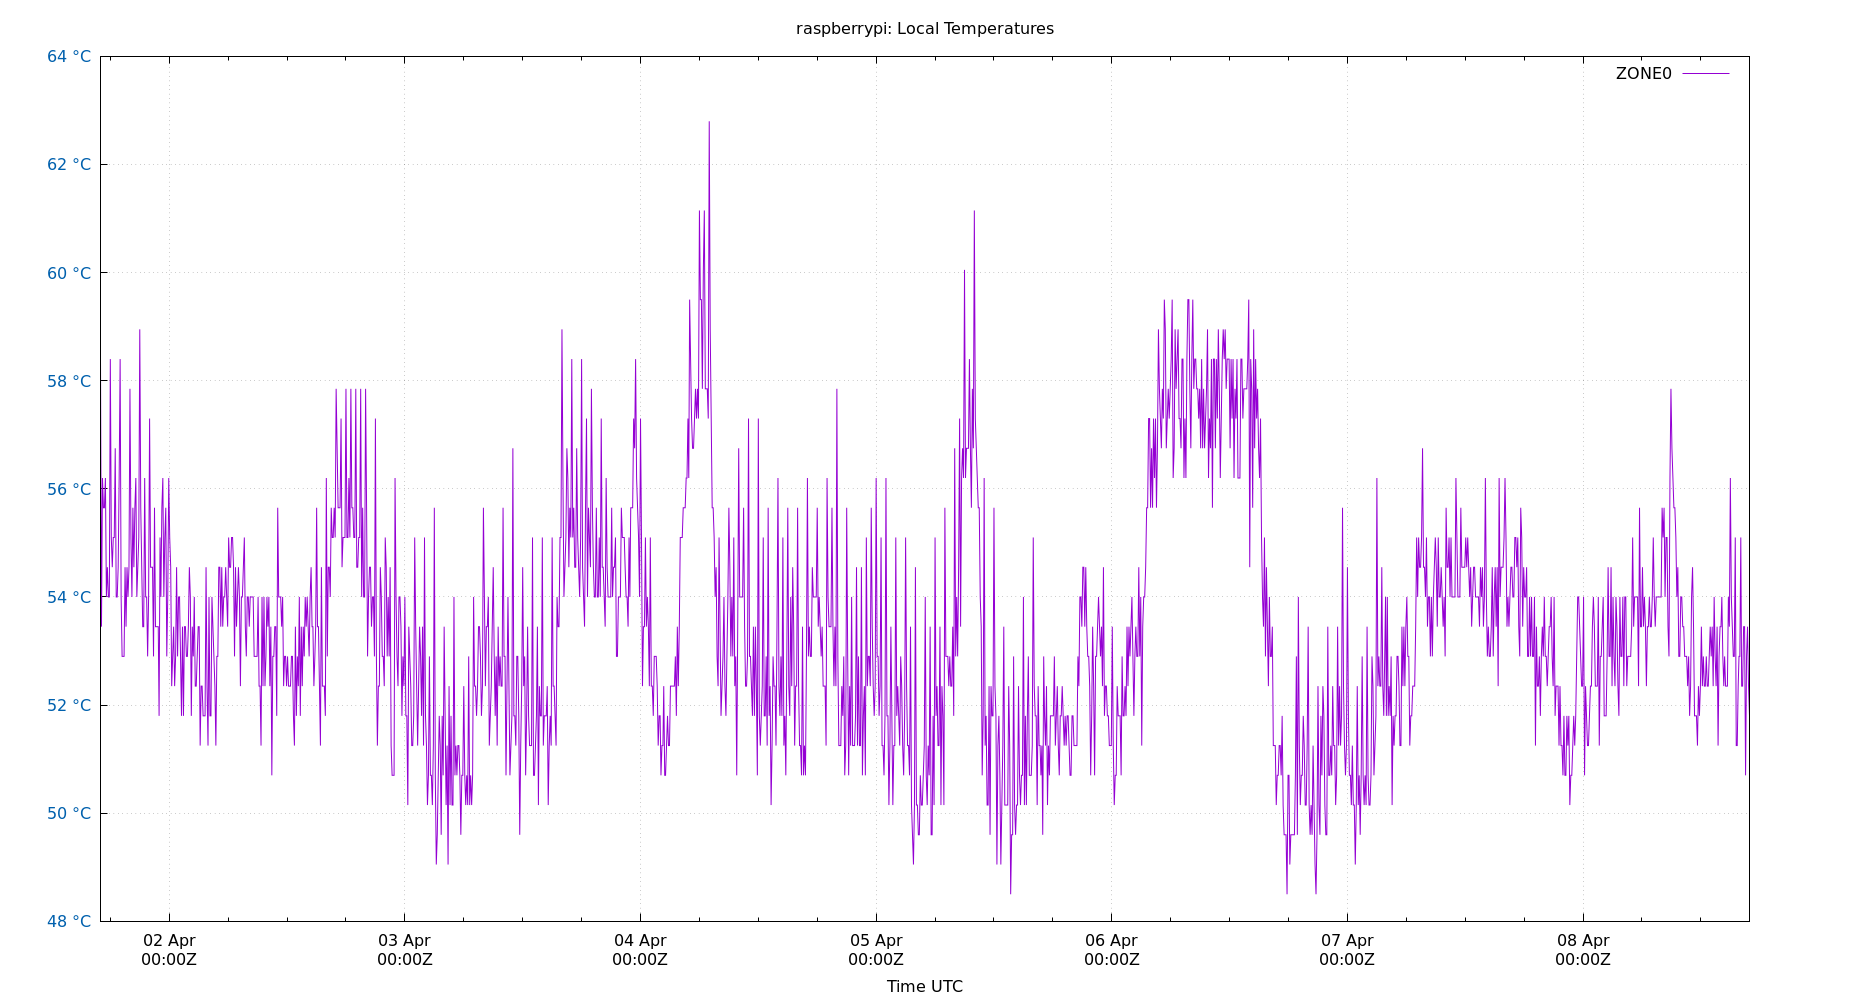 raspberrypi: Local Temperatures
64 °C
ZONE0
62 °C
60 °C
58 °C
56 °C
54 °C
52 °C
50 °C
48 °C
02 Apr 03 Apr 04 Apr 05 Apr 06 Apr 07 Apr 08 Apr
00:00Z 00:00Z 00:00Z 00:00Z 00:00Z 00:00Z 00:00Z
Time UTC